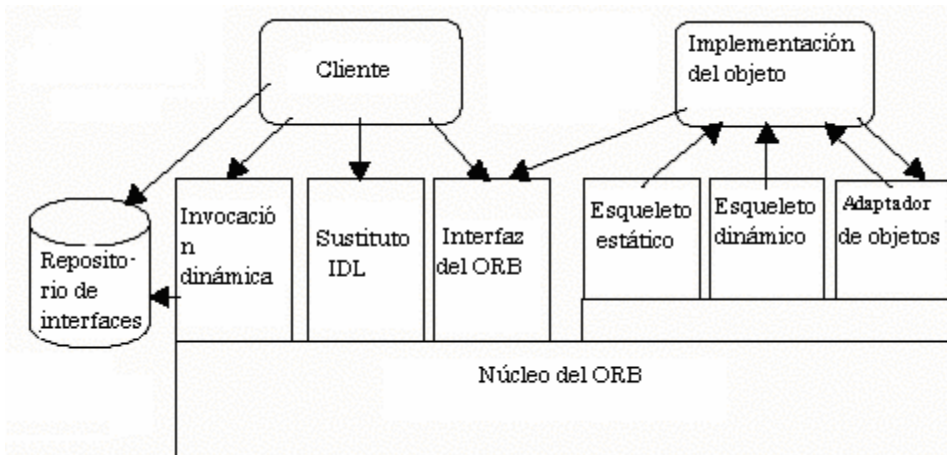 Cliente
Implementación
del objeto
Invocació
n
dinámica
Sustituto
IDL
Interfaz
del ORB
Esqueleto
estático
Esqueleto
dinámico
Adaptador
de objetos
Reposito-
rio de
interfaces
Núcleo del ORB